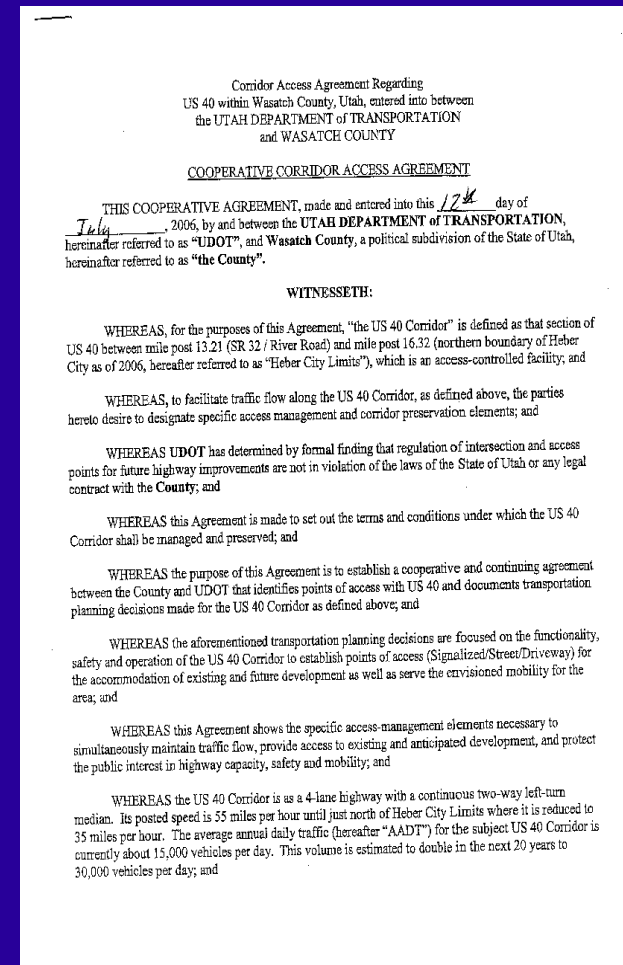 Corridor Access Agreement Regarding
US 40 within Wasatch County, Utah, entered into between
the UTAH DEPARTMENT of TRANSPORTATION
and WASATCH COUNTY
COOPERATIVE CORRIDOR ACCESS AGREEMENT
THIS COOPERATIVE AGREEMENT, made and entered into this 12th day of
July, 2006, by and between the UTAH DEPARTMENT of TRANSPORTATION,
hereinafter referred to as “UDOT”, and Wasatch County, a political subdivision of the State of Utah,
hereinafter referred to as “the County”.
WITNESSETH:
WHEREAS, for the purposes of this Agreement, “the US 40 Corridor” is defined as that section of
US 40 between mile post 13.21 (SR 32 / River Road) and mile post 16.32 (northern boundary of Heber
City as of 2006, hereafter referred to as “Heber City Limits”), which is an access-controlled facility; and
WHEREAS, to facilitate traffic flow along the US 40 Corridor, as defined above, the parties
hereto desire to designate specific access management and corridor preservation elements; and
WHEREAS UDOT has determined by formal finding that regulation of intersection and access
points for future highway improvements are not in violation of the laws of the State of Utah or any legal
contract with the County; and
WHEREAS this Agreement is made to set out the terms and conditions under which the US 40
Corridor shall be managed and preserved; and
WHEREAS the purpose of this Agreement is to establish a cooperative and continuing agreement
between the County and UDOT that identifies points of access with US 40 and documents transportation
planning decisions made for the US 40 Corridor as defined above; and
WHEREAS the aforementioned transportation planning decisions are focused on the functionality,
safety and operation of the US 40 Corridor to establish points of access (Signalized/Street/Driveway) for
the accommodation of existing and future development as well as serve the envisioned mobility for the
area; and
WHEREAS this Agreement shows the specific access-management elements necessary to
simultaneously maintain traffic flow, provide access to existing and anticipated development, and protect
the public interest in highway capacity, safety and mobility; and
WHEREAS the US 40 Corridor is as a 4-lane highway with a continuous two-way left-turn
median. Its posted speed is 55 miles per hour until just north of Heber City Limits where it is reduced to
35 miles per hour. The average annual daily traffic (hereafter “AADT”) for the subject US 40 Corridor is
currently about 15,000 vehicles per day. This volume is estimated to double in the next 20 years to
30,000 vehicles per day; and